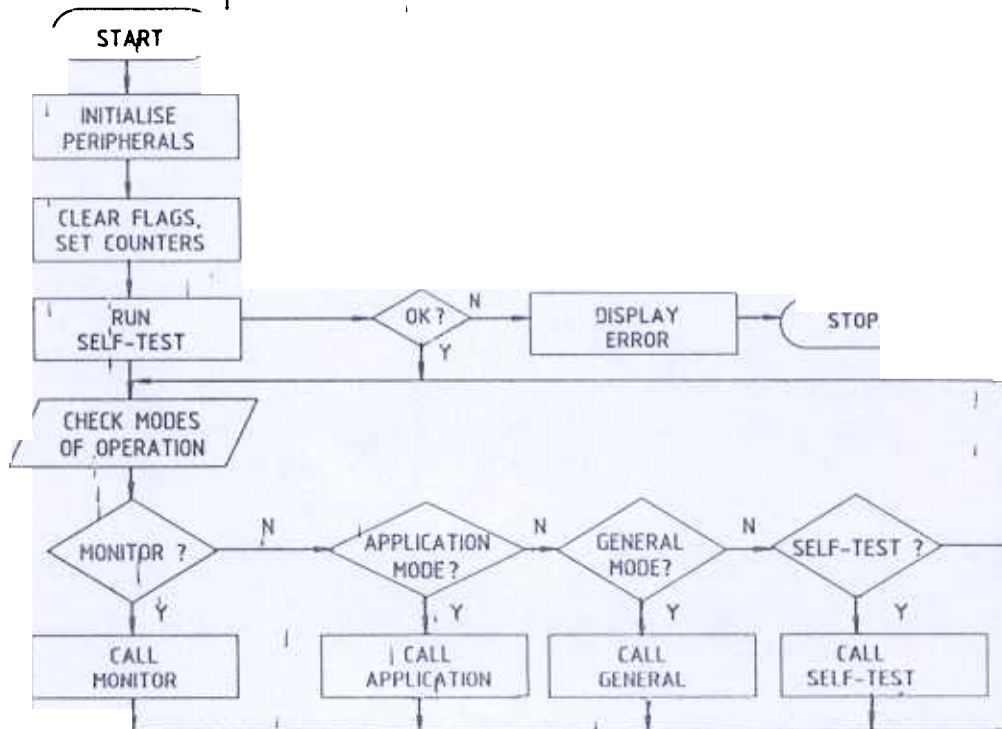 START
INITIALISE
PERIPHERALS
CLEAR FLAGS,
SET COUNTERS
RUN
SELF-TEST
OK?
N
Y
DISPLAY
ERROR
STOP
CHECK MODES
OF OPERATION
MONITOR ?
N
Y
APPLICATION
MODE?
N
Y
GENERAL
MODE?
N
Y
SELF-TEST ?
Y
CALL
MONITOR
CALL
APPLICATION
CALL
GENERAL
CALL
SELF-TEST